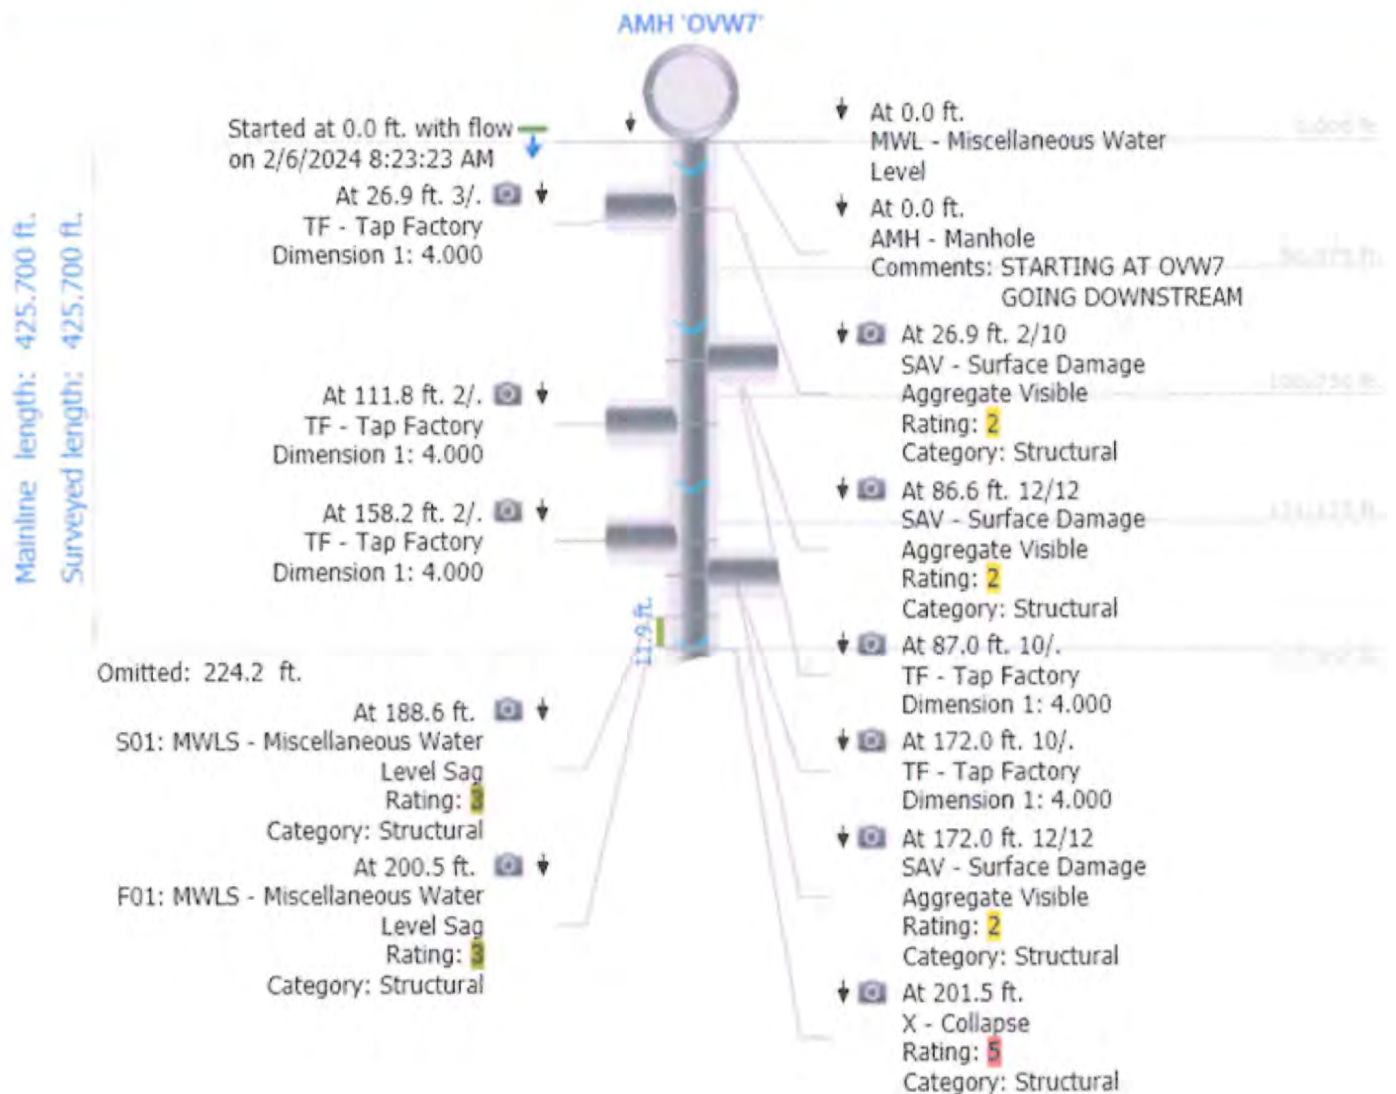 AMH 'OVW7'
Started at 0.0 ft. with flow
on 2/6/2024 8:23:23 AM
At 26.9 ft. 3/.
TF - Tap Factory
Dimension 1: 4.000
At 111.8 ft. 2/.
TF - Tap Factory
Dimension 1: 4.000
At 158.2 ft. 2/.
TF - Tap Factory
Dimension 1: 4.000
Mainline length: 425.700 ft.
Surveyed length: 425.700 ft.
11.9 ft.
Omitted: 224.2 ft.
At 188.6 ft.
S01: MWLS - Miscellaneous Water
Level Sag
Rating: 3
Category: Structural
At 200.5 ft.
F01: MWLS - Miscellaneous Water
Level Sag
Rating: 3
Category: Structural
At 0.0 ft.
MWL - Miscellaneous Water
Level
At 0.0 ft.
AMH - Manhole
Comments: STARTING AT OVW7
GOING DOWNSTREAM
At 26.9 ft. 2/10
SAV - Surface Damage
Aggregate Visible
Rating: 2
Category: Structural
At 86.6 ft. 12/12
SAV - Surface Damage
Aggregate Visible
Rating: 2
Category: Structural
At 87.0 ft. 10/.
TF - Tap Factory
Dimension 1: 4.000
At 172.0 ft. 10/.
TF - Tap Factory
Dimension 1: 4.000
At 172.0 ft. 12/12
SAV - Surface Damage
Aggregate Visible
Rating: 2
Category: Structural
At 201.5 ft.
X - Collapse
Rating: 5
Category: Structural